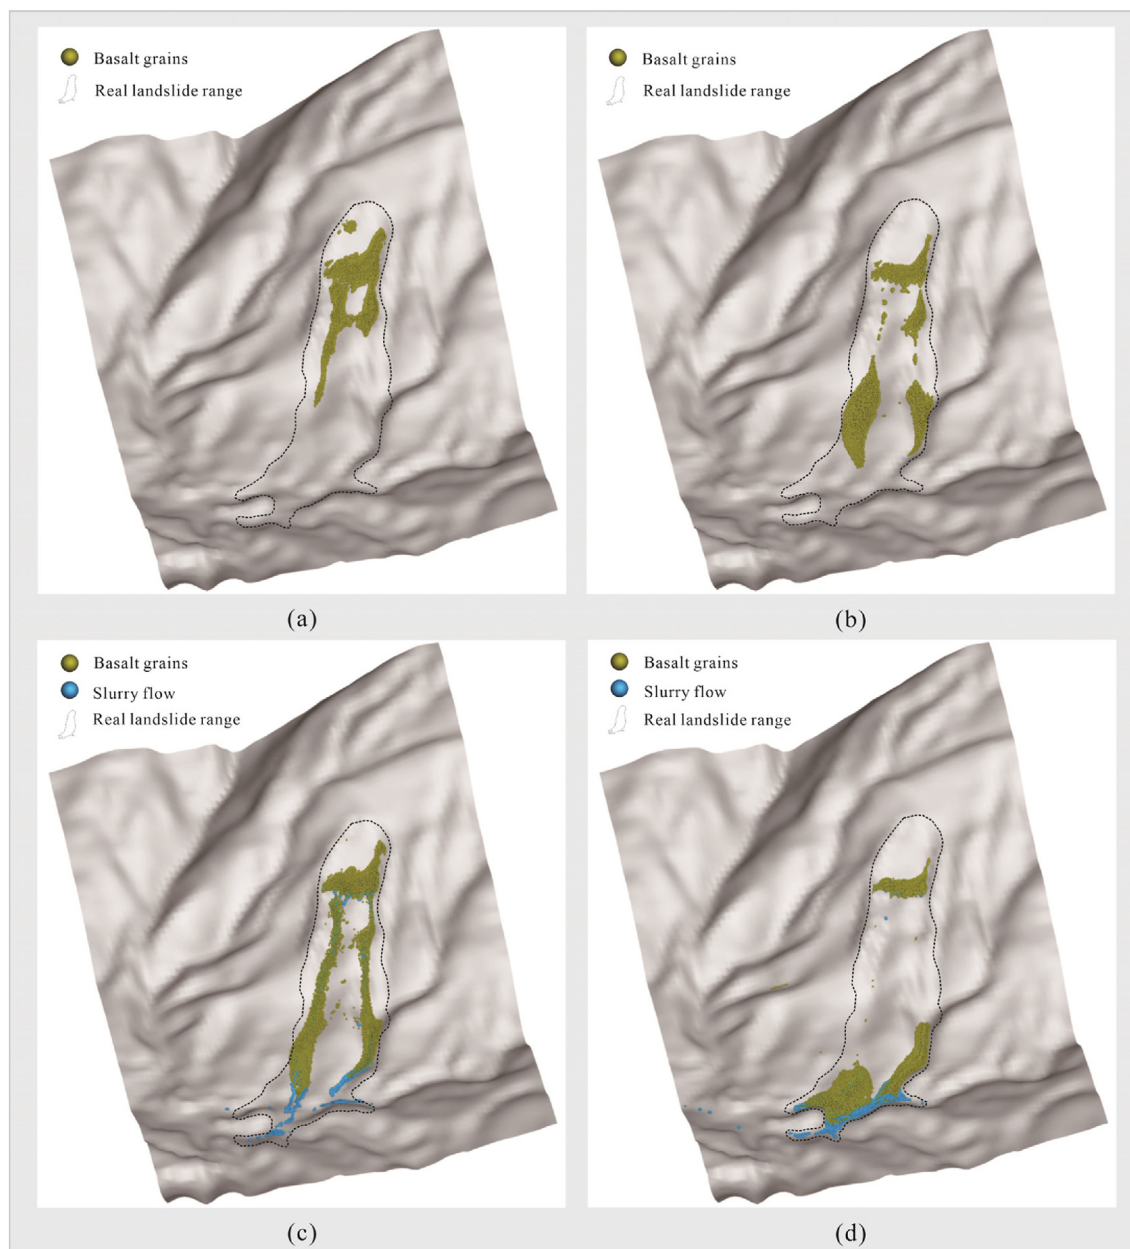 Basalt grains
Real landslide range
(a)
Basalt grains
Real landslide range
(b)
Basalt grains
Slurry flow
Real landslide range
(c)
Basalt grains
Slurry flow
Real landslide range
(d)